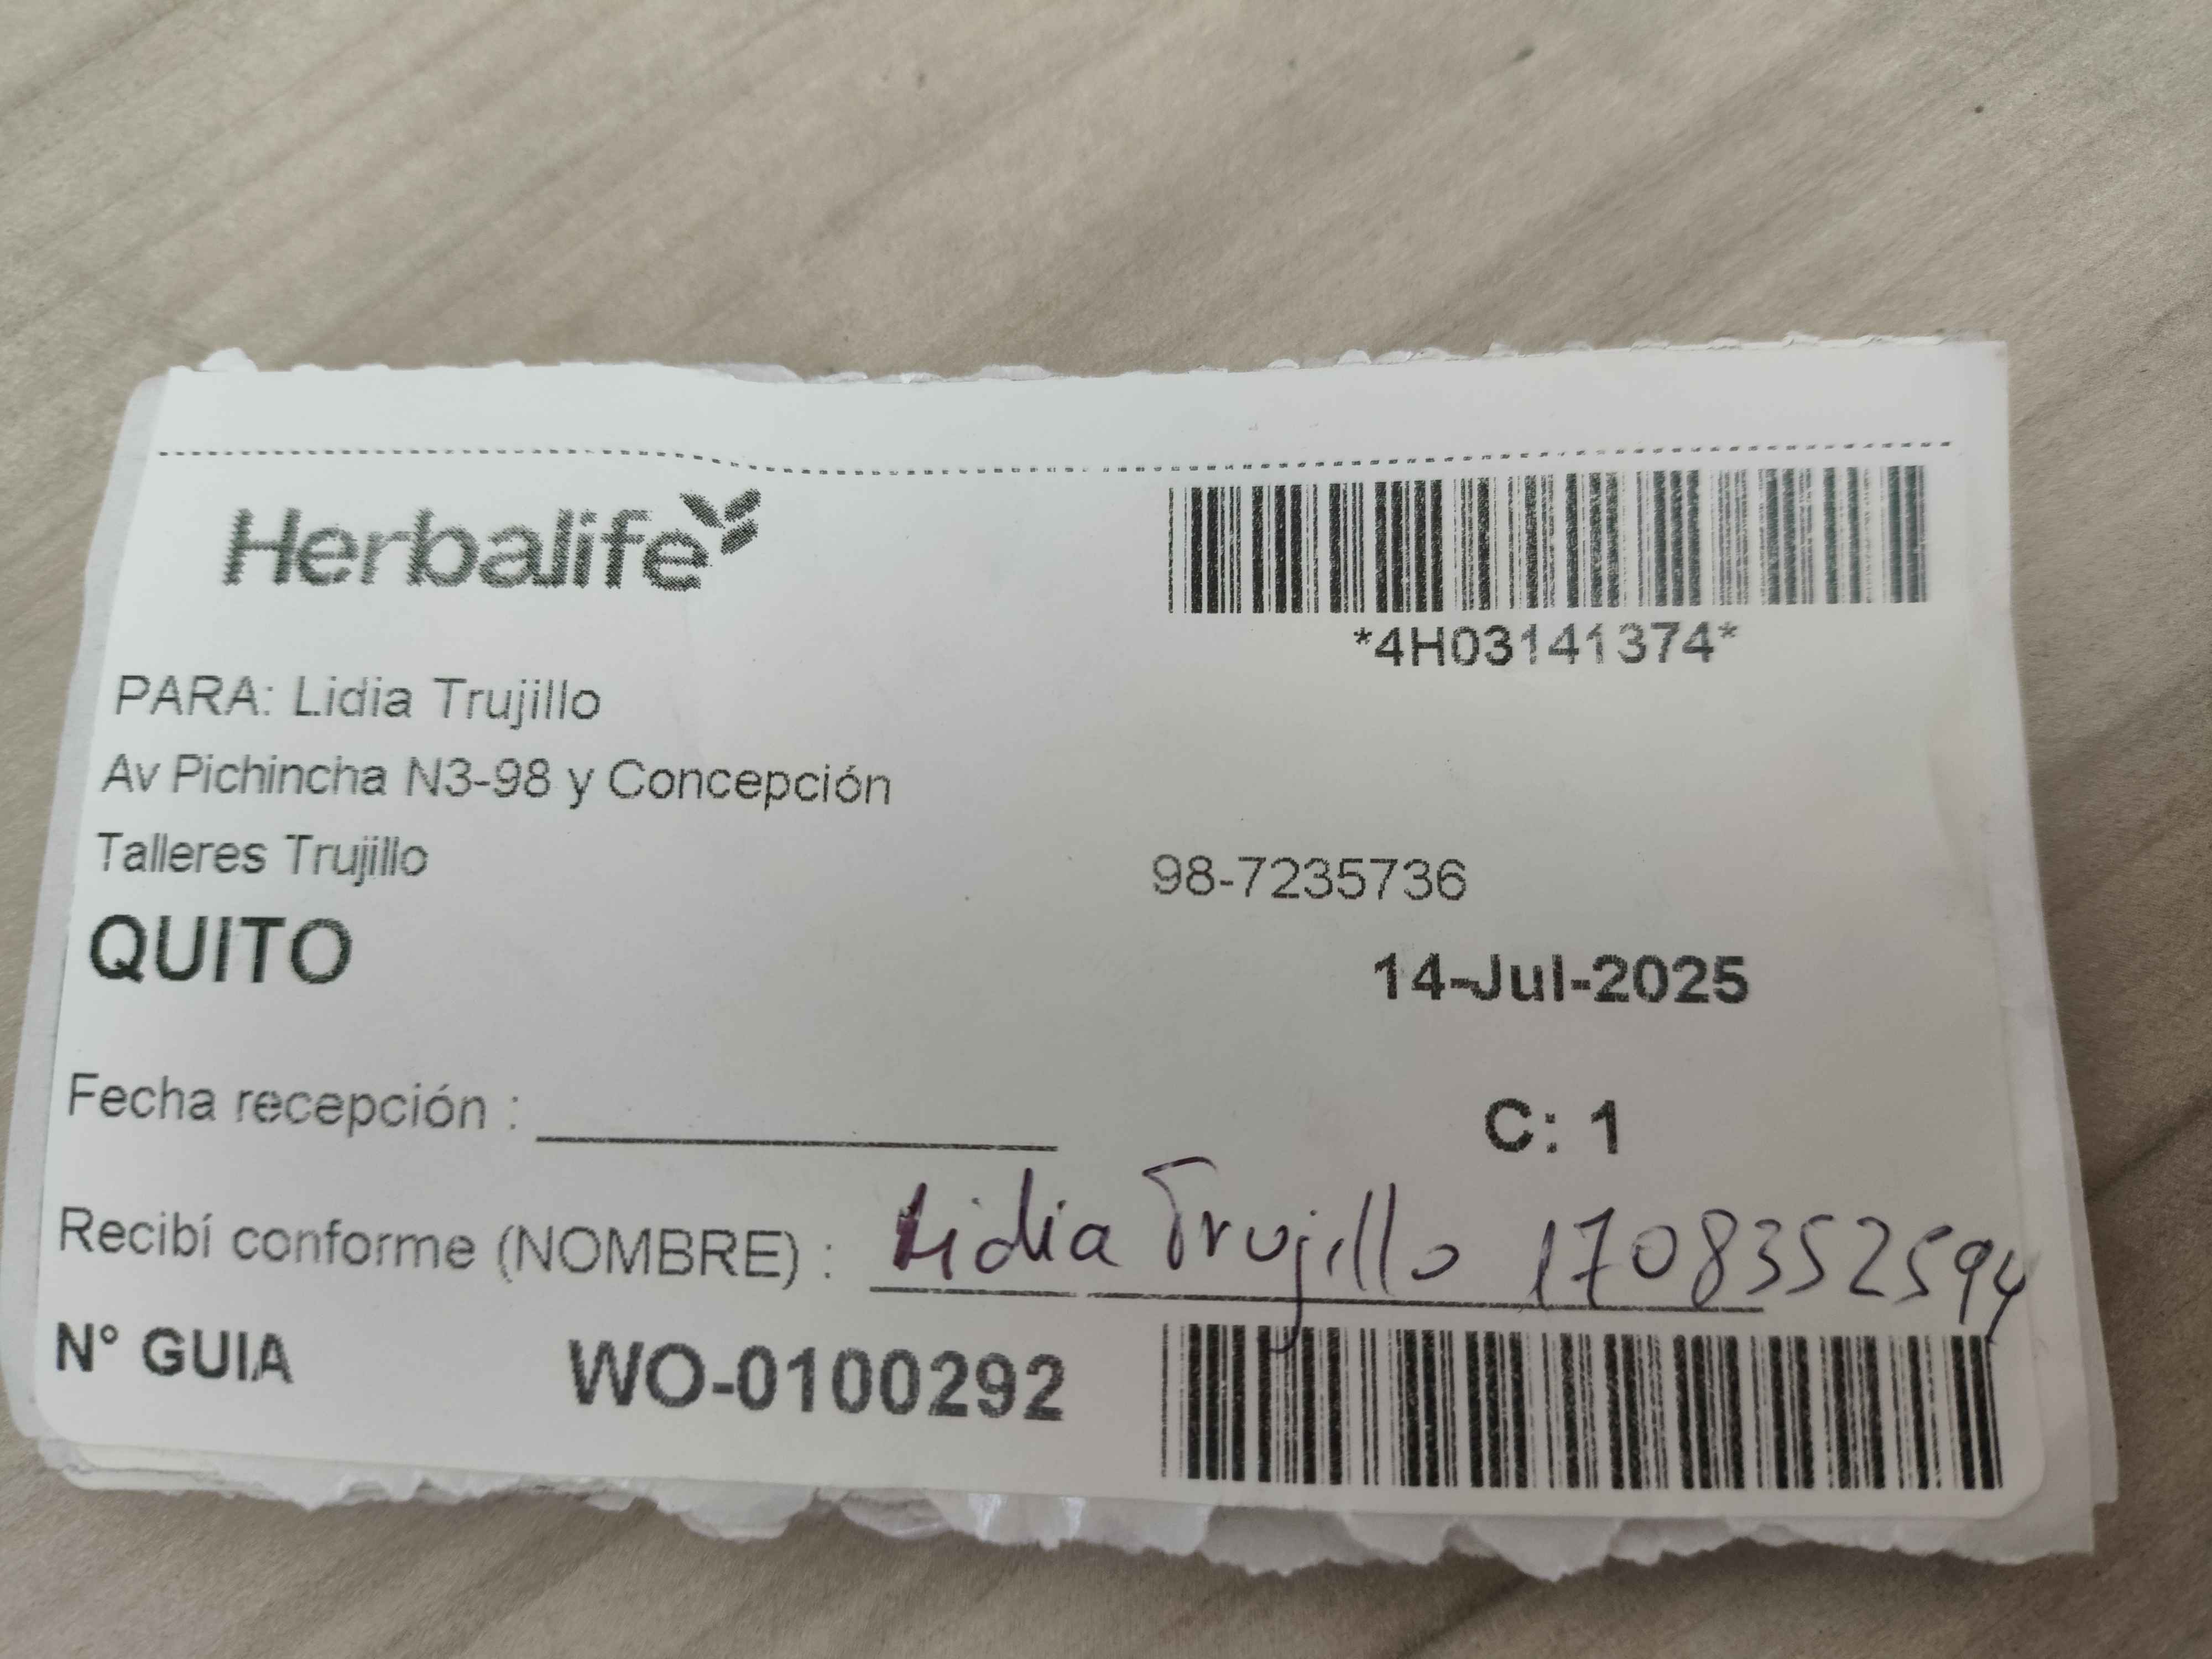 Herbalife
*4H03141374*
PARA: Lidia Trujillo
Av Pichincha N3-98 y Concepción
Talleres Trujillo
98-7235736
QUITO
14-Jul-2025
Fecha recepción :
C: 1
Recibí conforme (NOMBRE) : Lidia Trujillo 1708352594
N° GUIA WO-0100292